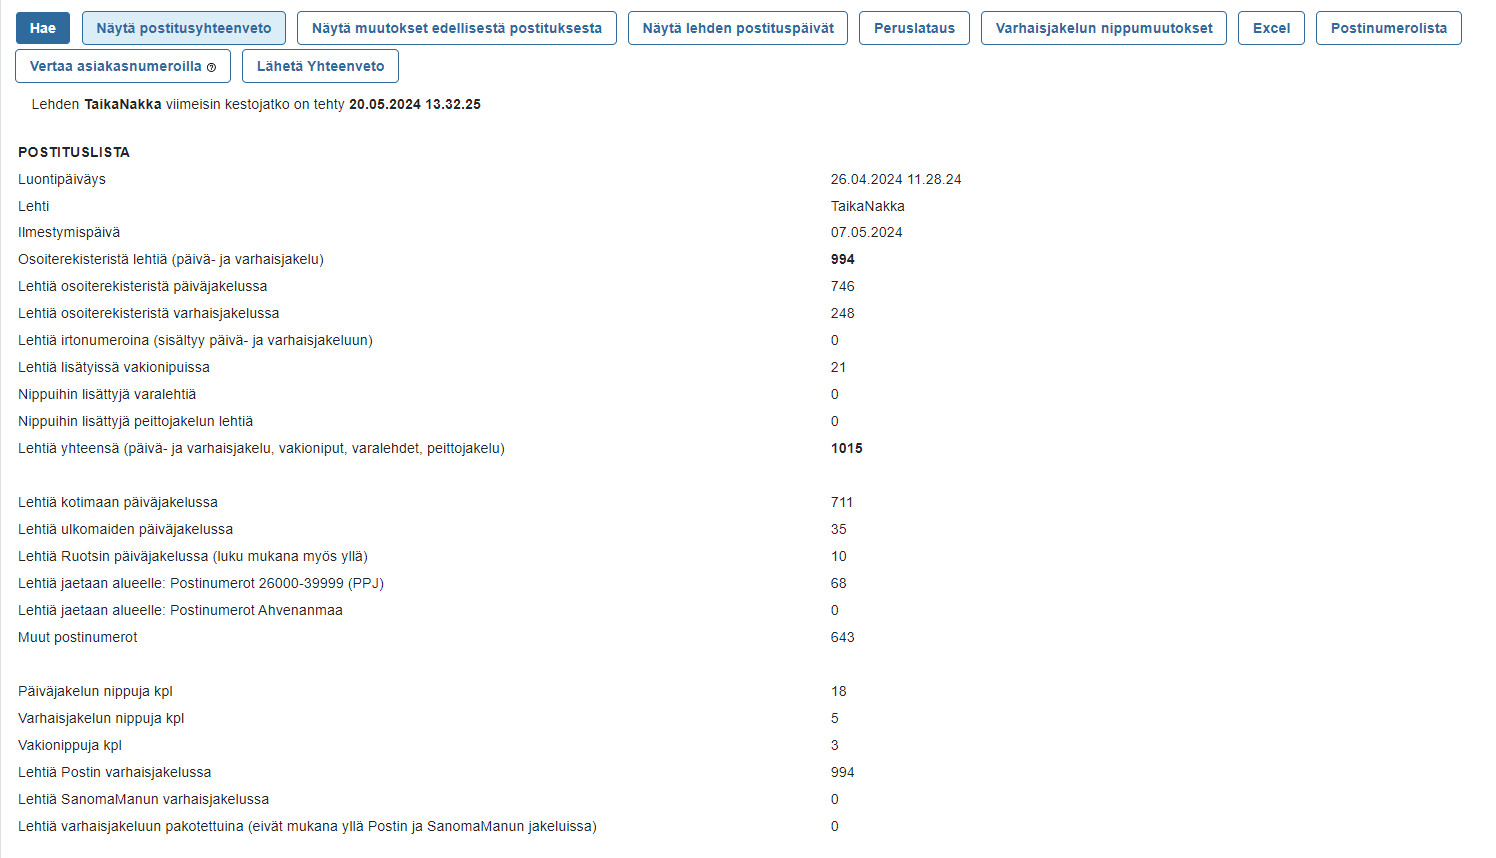 Hae Näytä postitusyhteenveto Näytä muutokset edellisestä postituksesta Näytä lehden postituspäivät Peruslataus Varhaisjakelun nippumuutokset Excel Postinumerolista
Vertaa asiakasnumeroilla Lähetä Yhteenveto
Lehden TaikaNakka viimeisin kestojatko on tehty 20.05.2024 13.32.25
POSTITUSLISTA
Luontipäiväys 26.04.2024 11.28.24
Lehti TaikaNakka
Ilmestymispäivä 07.05.2024
Osoiterekisteristä lehtiä (päivä- ja varhaisjakelu) 994
Lehtiä osoiterekisteristä päiväjakelussa 746
Lehtiä osoiterekisteristä varhaisjakelussa 248
Lehtiä irtonumeroina (sisältyy päivä- ja varhaisjakeluun) 0
Lehtiä lisätyissä vakionipuissa 21
Nippuihin lisättyjä varalehtiä 0
Nippuihin lisättyjä peittojakelun lehtiä 0
Lehtiä yhteensä (päivä- ja varhaisjakelu, vakioniput, varalehdet, peittojakelu) 1015
Lehtiä kotimaan päiväjakelussa 711
Lehtiä ulkomaiden päiväjakelussa 35
Lehtiä Ruotsin päiväjakelussa (luku mukana myös yllä) 10
Lehtiä jaetaan alueelle: Postinumerot 26000-39999 (PPJ) 68
Lehtiä jaetaan alueelle: Postinumerot Ahvenanmaa 0
Muut postinumerot 643
Päiväjakelun nippuja kpl 18
Varhaisjakelun nippuja kpl 5
Vakionippuja kpl 3
Lehtiä Postin varhaisjakelussa 994
Lehtiä SanomaManun varhaisjakelussa 0
Lehtiä varhaisjakeluun pakotettuina (eivät mukana yllä Postin ja SanomaManun jakeluissa) 0